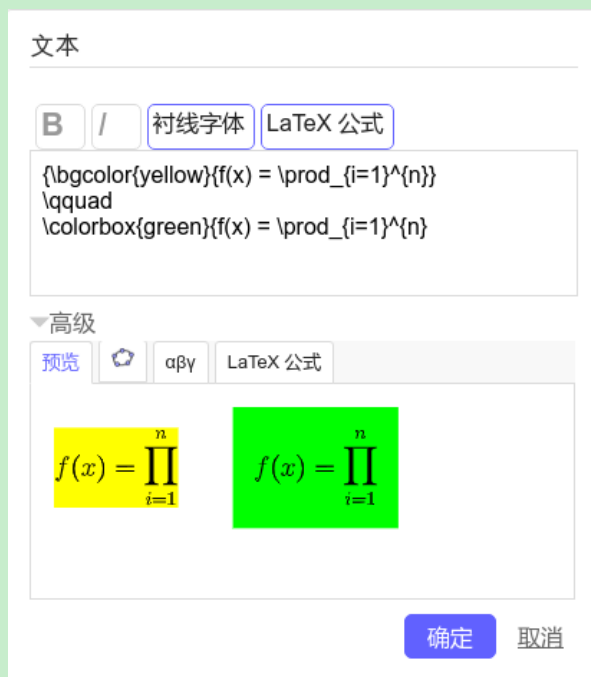 文本
B I 衬线字体 LaTeX 公式
{\bgcolor{yellow}{f(x) = \prod_{i=1}^{n}}
\qquad
\colorbox{green}{f(x) = \prod_{i=1}^{n}
高级
预览 αβγ LaTeX 公式
f(x) = ∏_{i=1}^{n} f(x) = ∏_{i=1}^{n}
确定 取消